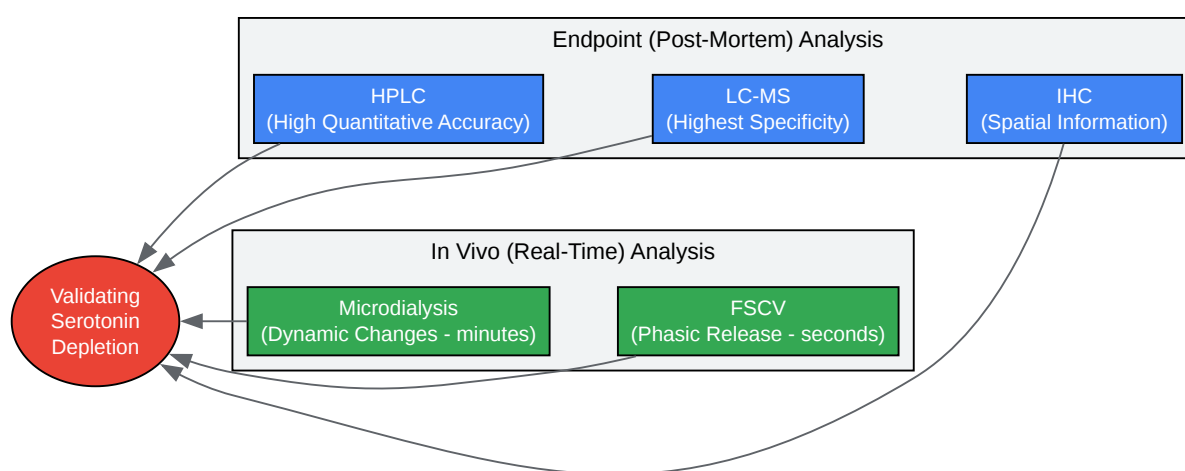 Endpoint (Post-Mortem) Analysis
HPLC
(High Quantitative Accuracy)
LC-MS
(Highest Specificity)
IHC
(Spatial Information)
In Vivo (Real-Time) Analysis
Validating
Serotonin
Depletion
Microdialysis
(Dynamic Changes - minutes)
FSCV
(Phasic Release - seconds)